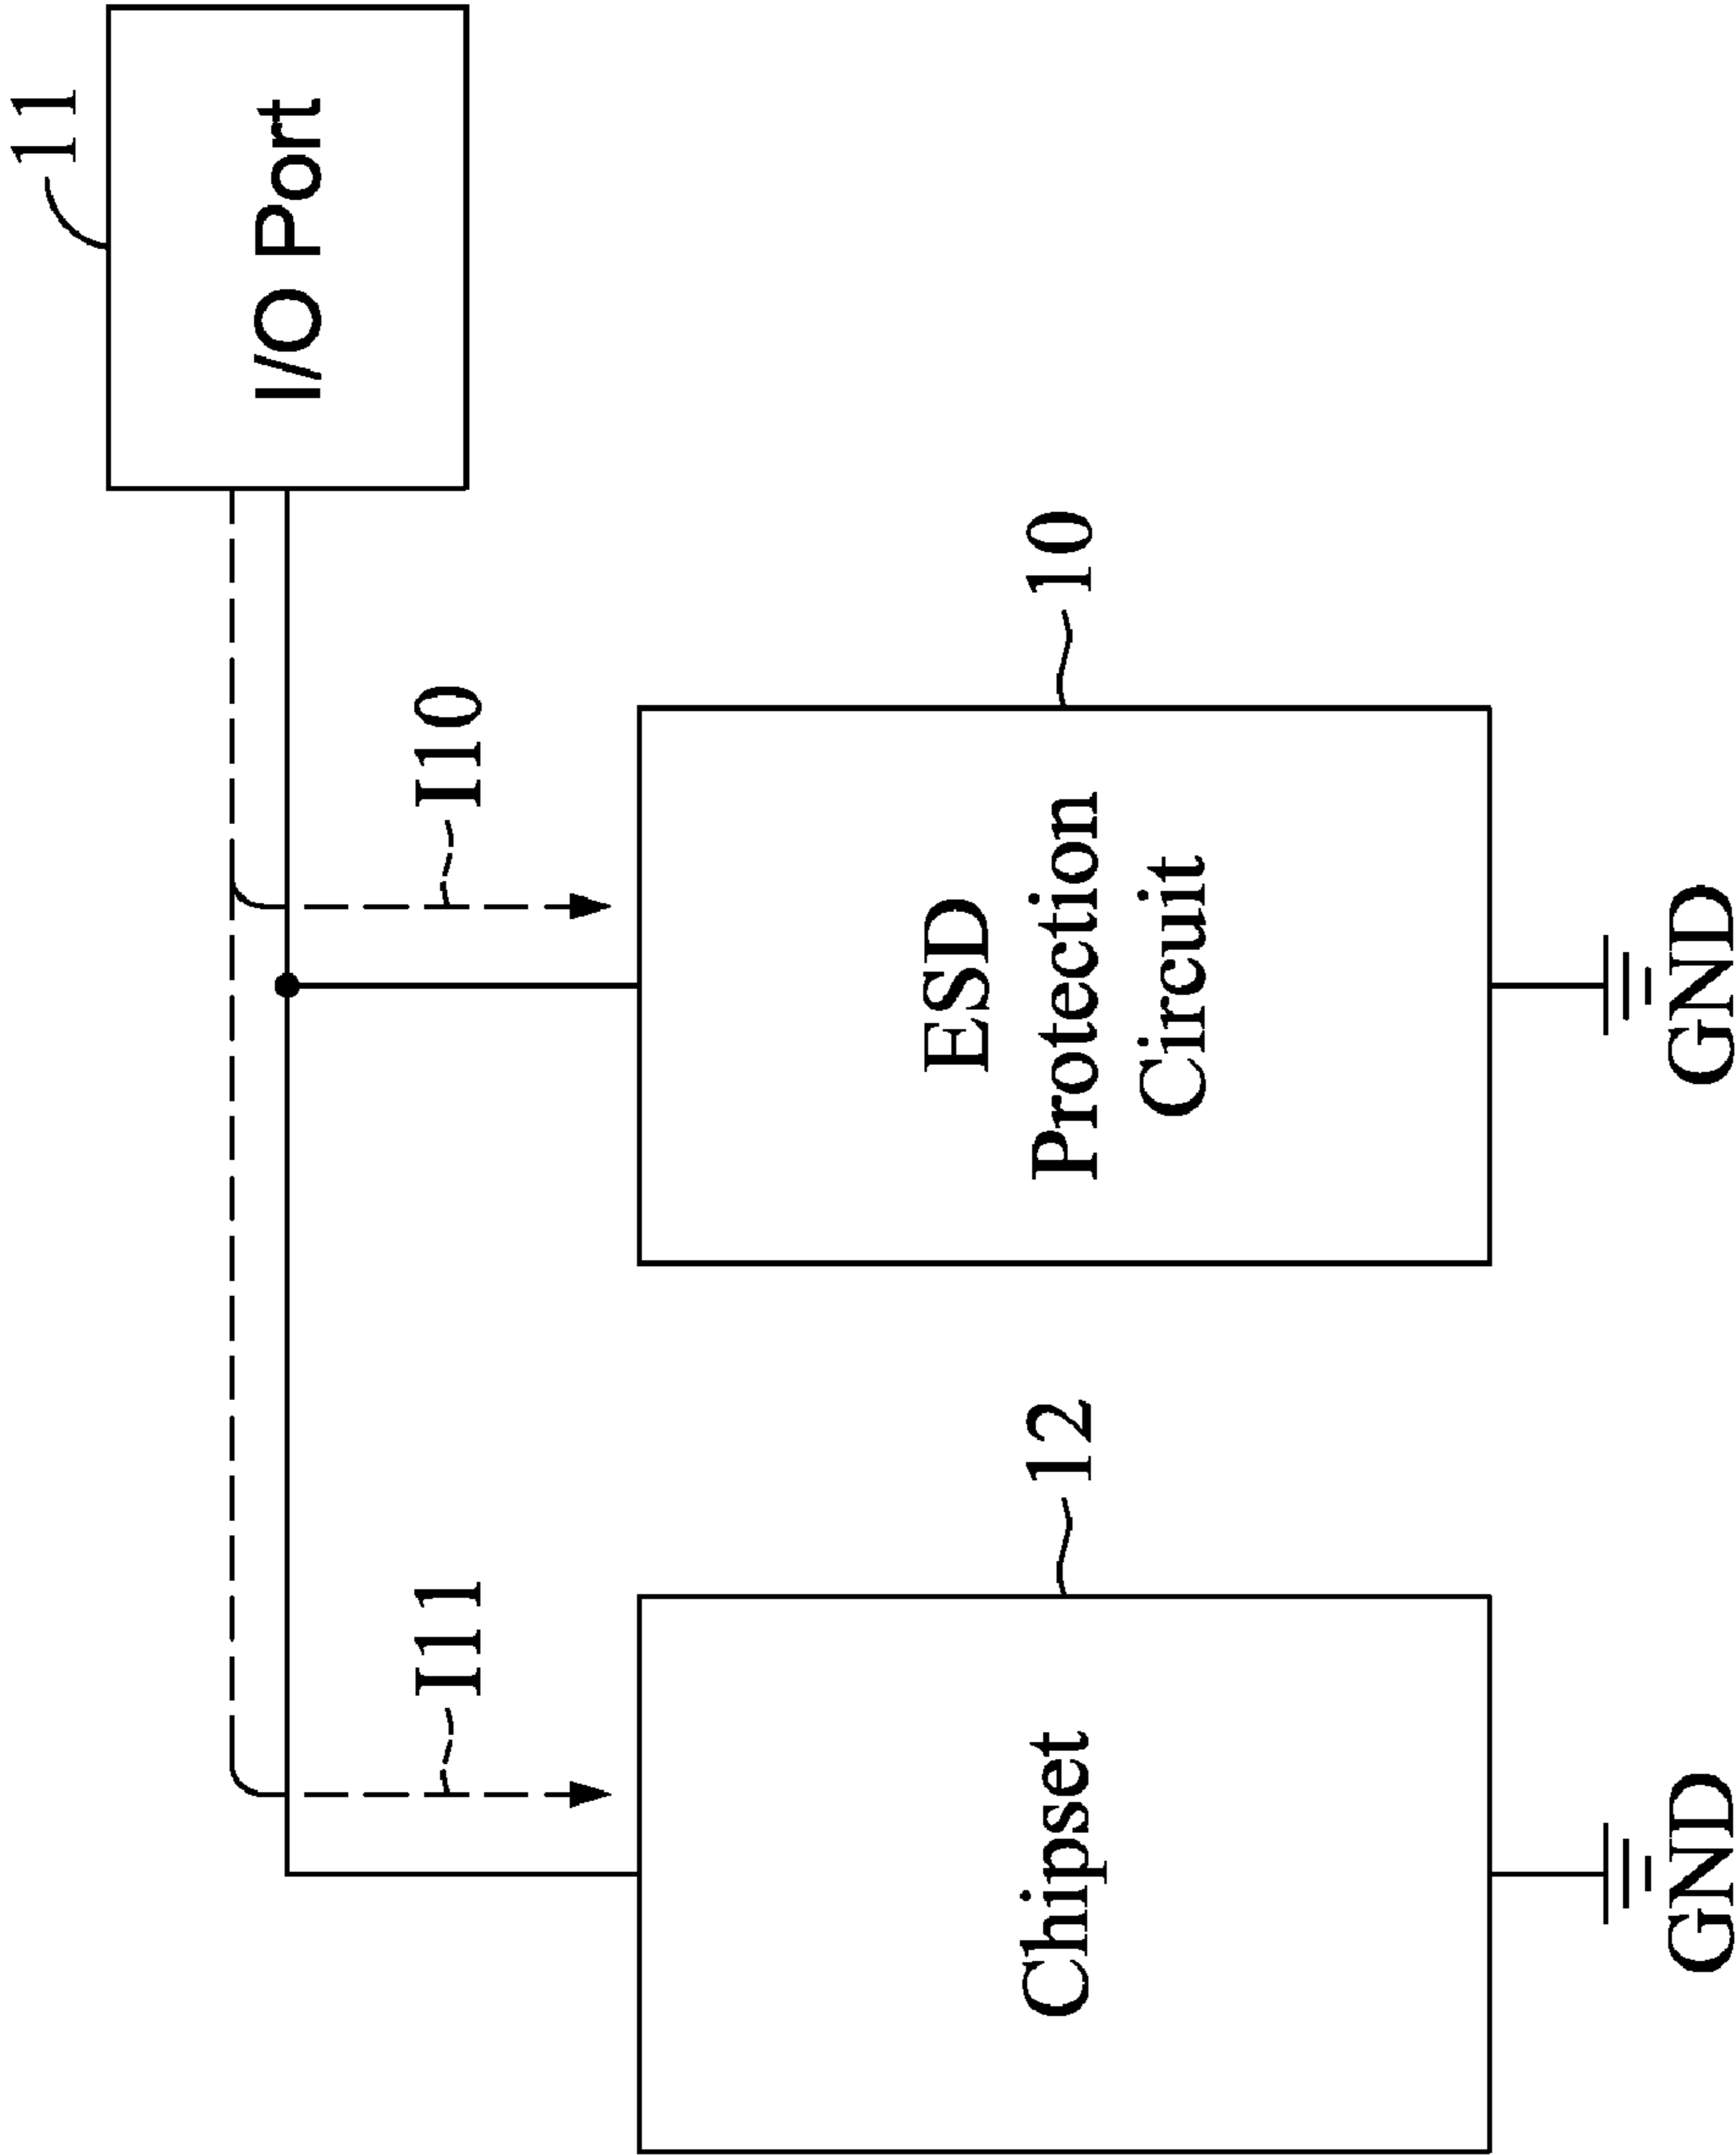 11
I/O Port
I11
I10
12
10
Chipset
ESD
Protection
Circuit
GND
GND